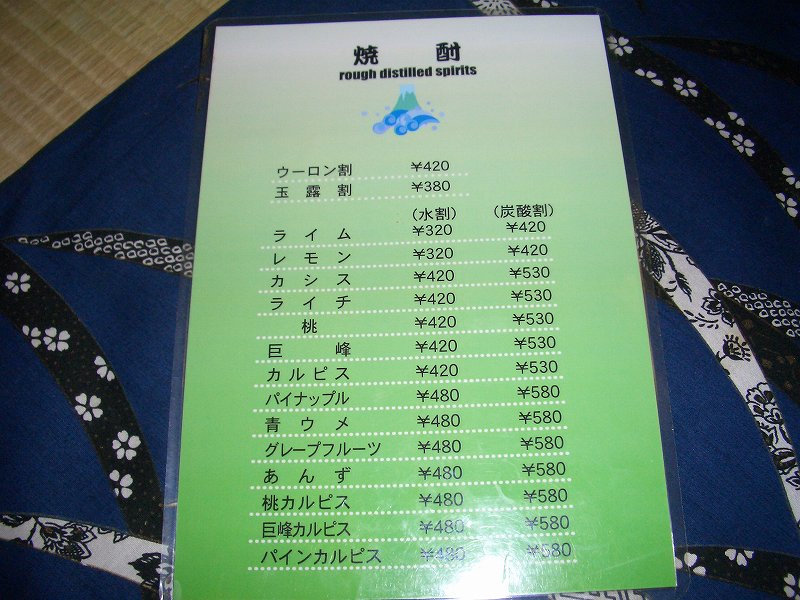 焼酎
rough distilled spirits
ウーロン割 ¥420
玉露割 ¥380
(水割) (炭酸割)
ライム ¥320 ¥420
レモン ¥320 ¥420
カシス ¥420 ¥530
ライチ ¥420 ¥530
桃 ¥420 ¥530
巨峰 ¥420 ¥530
カルピス ¥420 ¥530
パイナップル ¥480 ¥580
青ウメ ¥480 ¥580
グレープフルーツ ¥480 ¥580
あんず ¥480 ¥580
桃カルピス ¥480 ¥580
巨峰カルピス ¥480 ¥580
パインカルピス ¥480 ¥580